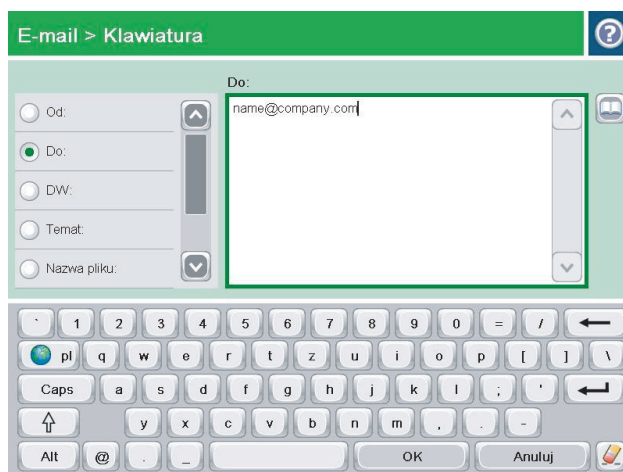 E-mail > Klawiatura
?
Do:
Od:
Do:
DW:
Temat:
Nazwa pliku:
name@company.com
` 1 2 3 4 5 6 7 8 9 0 = /
pl q w e r t z u i o p [ ] \
Caps a s d f g h j k l ; '
y x c v b n m , . -
Alt @ . _ OK Anuluj